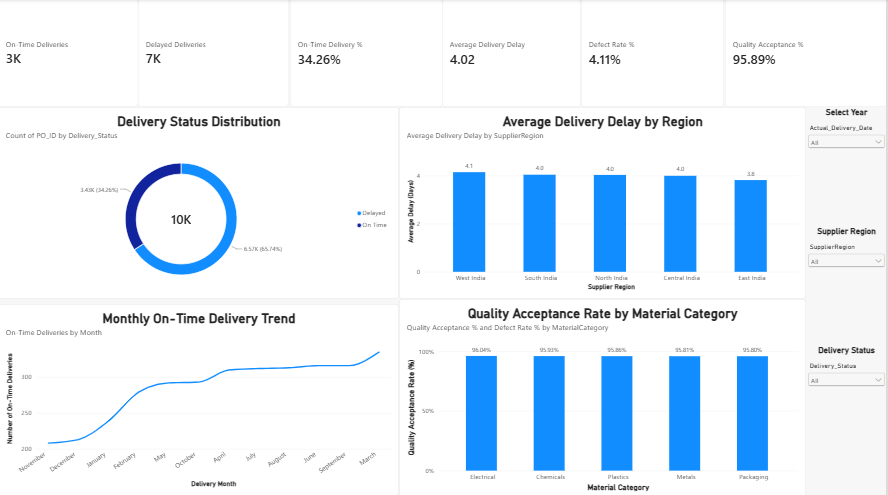 On-Time Deliveries
3K
Delayed Deliveries
7K
On-Time Delivery %
34.26%
Average Delivery Delay
4.02
Defect Rate %
4.11%
Quality Acceptance %
95.89%
Delivery Status Distribution
Count of PO_ID by Delivery_Status
3.43K (34.26%)
10K
6.57K (65.74%)
Delayed
On Time
Average Delivery Delay by Region
Average Delivery Delay by SupplierRegion
Average Delay (Days)
4
2
0
4.1
4.0
4.0
4.0
3.8
West India
South India
North India
Central India
East India
Supplier Region
Select Year
Actual_Delivery_Date
All
Supplier Region
SupplierRegion
All
Delivery Status
Delivery_Status
All
Monthly On-Time Delivery Trend
On-Time Deliveries by Month
Number of On-Time Deliveries
300
250
200
November
December
January
February
May
October
April
July
August
June
September
March
Delivery Month
Quality Acceptance Rate by Material Category
Quality Acceptance % and Defect Rate % by MaterialCategory
Quality Acceptance Rate (%)
100%
50%
0%
96.04%
95.93%
95.86%
95.81%
95.80%
Electrical
Chemicals
Plastics
Metals
Packaging
Material Category